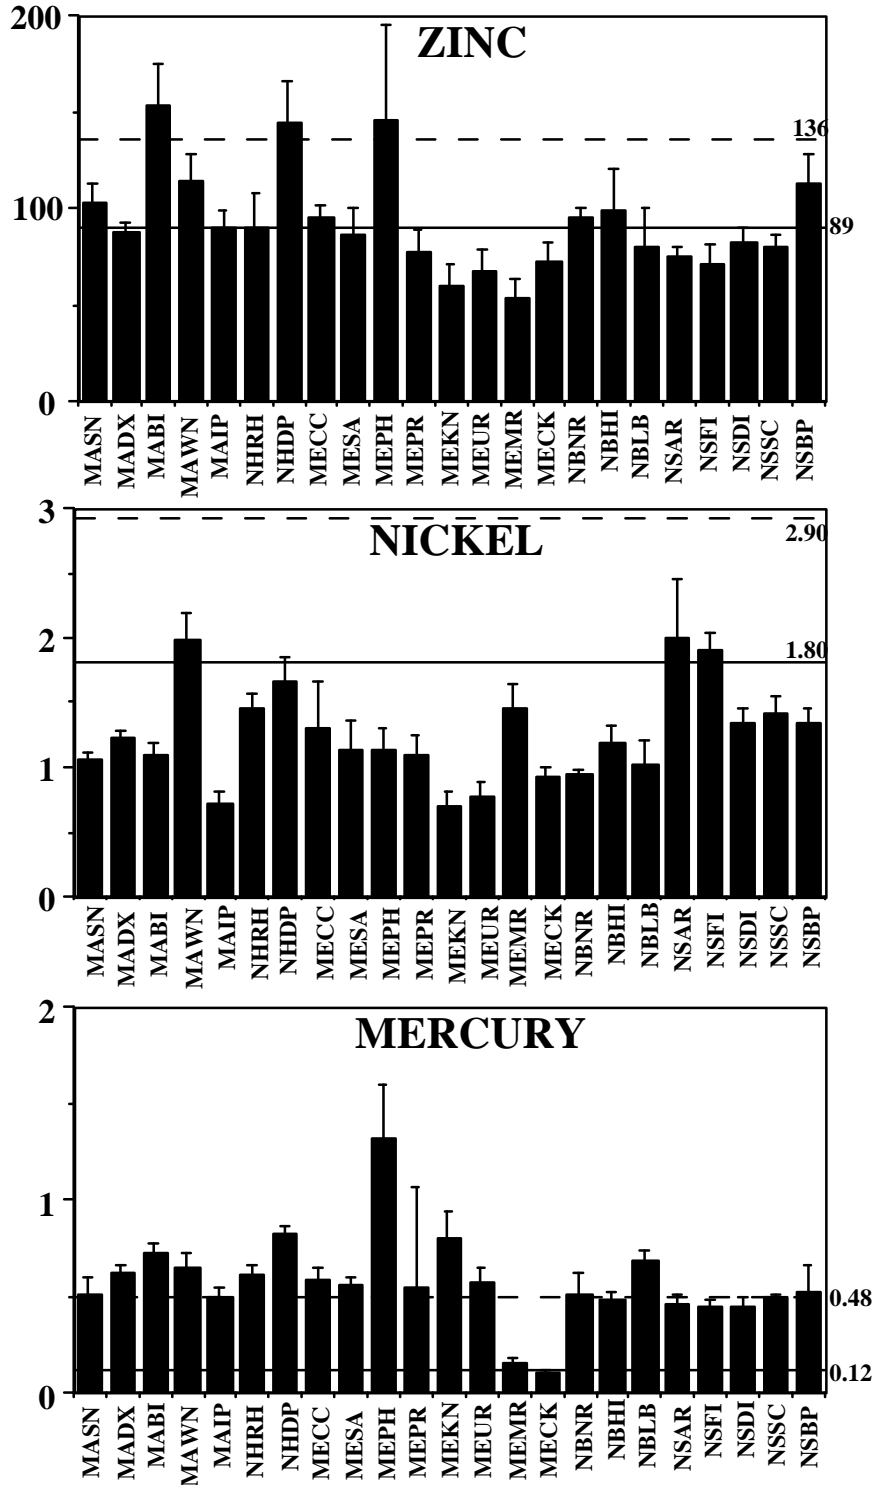 200
ZINC
136
100
89
0
MASN MADX MABI MAWN MAIP NHRH NHDP MECC MESA MEPH MEPR MEKN MEUR MEMR MECK NBNR NBHI NBLB NSAR NSFI NSDI NSSC NSBP
3
NICKEL
2.90
2
1.80
1
0
MASN MADX MABI MAWN MAIP NHRH NHDP MECC MESA MEPH MEPR MEKN MEUR MEMR MECK NBNR NBHI NBLB NSAR NSFI NSDI NSSC NSBP
2
MERCURY
1
0.48
0.12
0
MASN MADX MABI MAWN MAIP NHRH NHDP MECC MESA MEPH MEPR MEKN MEUR MEMR MECK NBNR NBHI NBLB NSAR NSFI NSDI NSSC NSBP